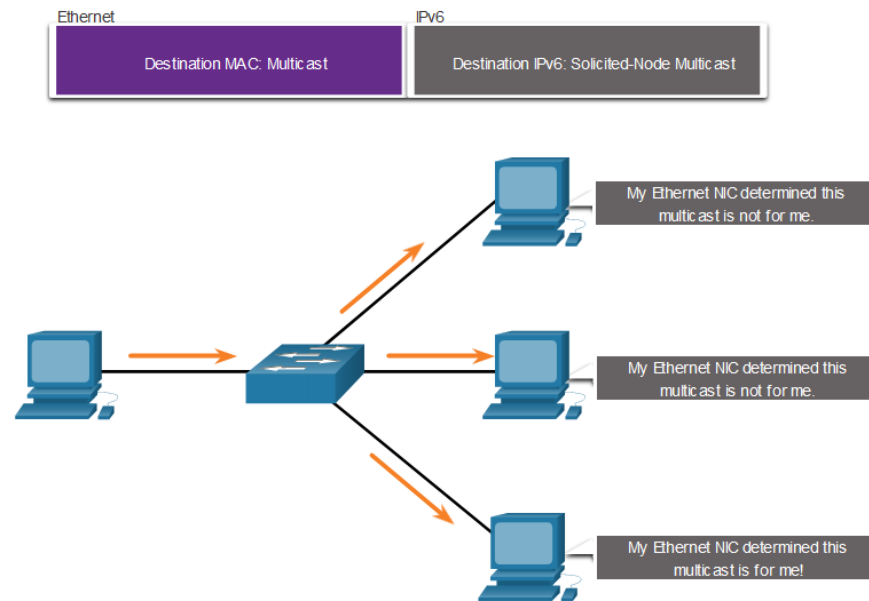 Ethernet
IPv6
Destination MAC: Multicast
Destination IPv6: Solicited-Node Multicast
My Ethernet NIC determined this
multicast is not for me.
My Ethernet NIC determined this
multicast is not for me.
My Ethernet NIC determined this
multicast is for me!